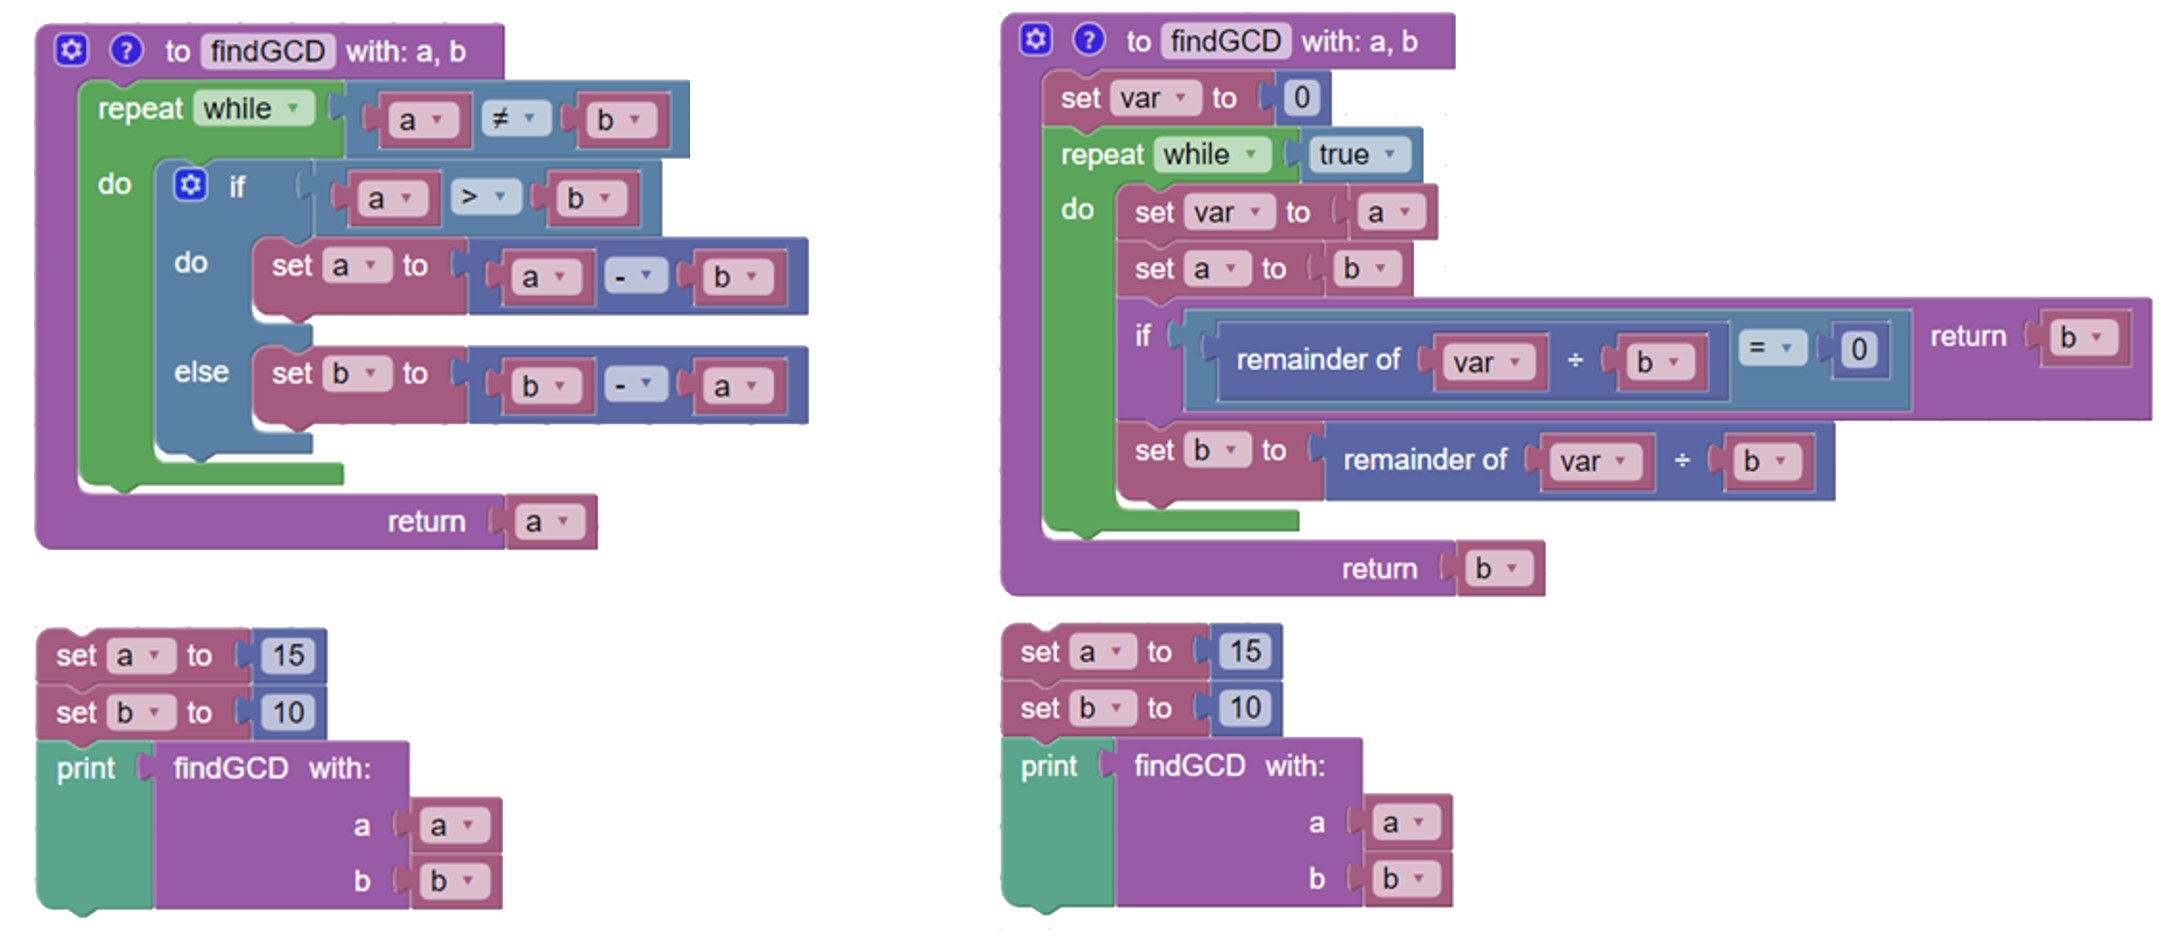 ? to findGCD with: a, b
repeat while a ≠ b
do if a > b
do set a to a - b
else set b to b - a
return a
set a to 15
set b to 10
print findGCD with:
a a
b b
? to findGCD with: a, b
set var to 0
repeat while true
do set var to a
set a to b
if remainder of var ÷ b = 0 return b
set b to remainder of var ÷ b
return b
set a to 15
set b to 10
print findGCD with:
a a
b b